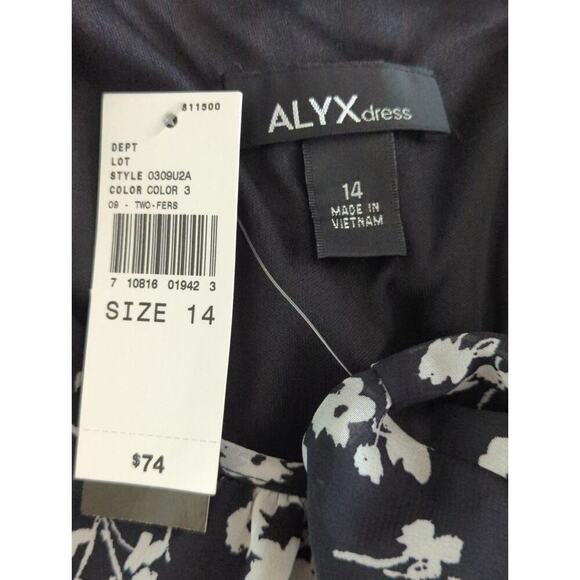 811500
DEPT
LOT
STYLE 0309U2A
COLOR COLOR 3
09 - TWO-FERS
7 10816 01942 3
SIZE 14
$74
ALYXdress
14
MADE IN
VIETNAM